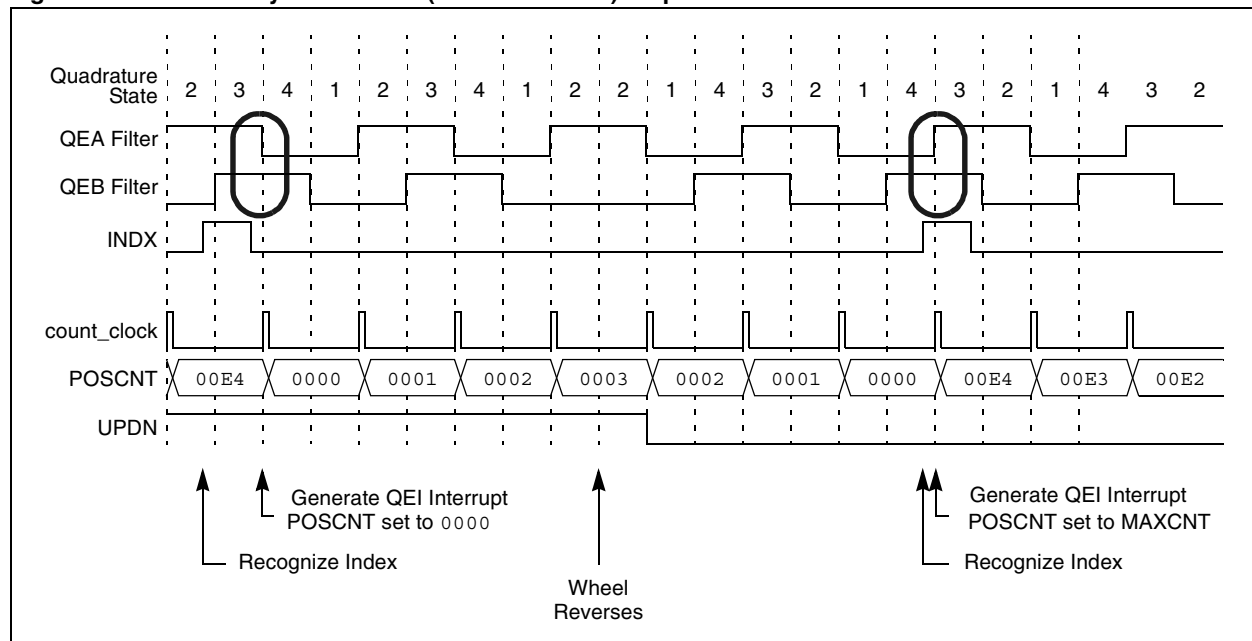 Quadrature
State 2 3 4 1 2 3 4 1 2 2 1 4 3 2 1 4 3 2 1 4 3 2
QEA Filter
QEB Filter
INDX
count_clock
POSCNT 00E4 0000 0001 0002 0003 0002 0001 0000 00E4 00E3 00E2
UPDN
Generate QEI Interrupt
POSCNT set to 0000
Recognize Index
Wheel
Reverses
Generate QEI Interrupt
POSCNT set to MAXCNT
Recognize Index